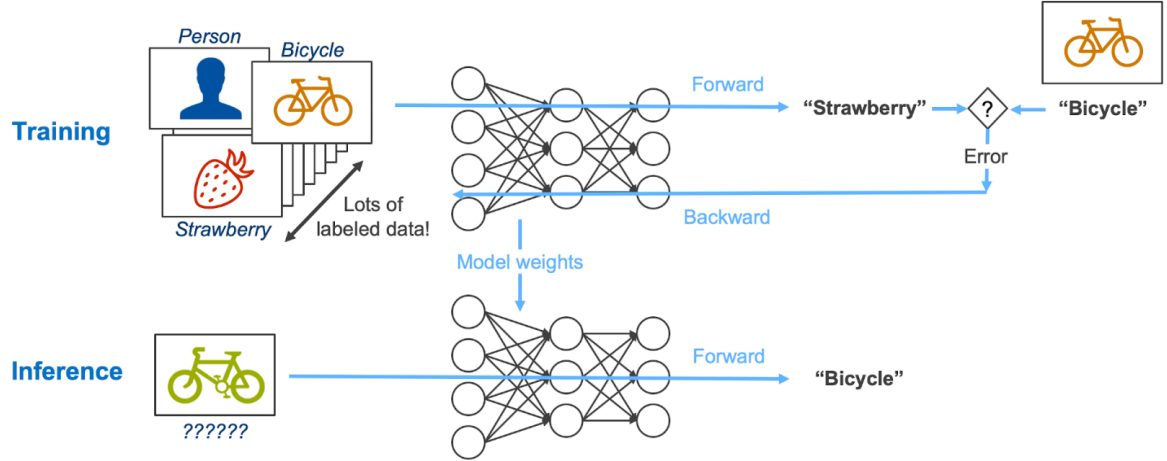 Person
Bicycle
Training
Strawberry
Lots of
labeled data!
Forward
“Strawberry”
?
“Bicycle”
Error
Backward
Model weights
Inference
??????
Forward
“Bicycle”